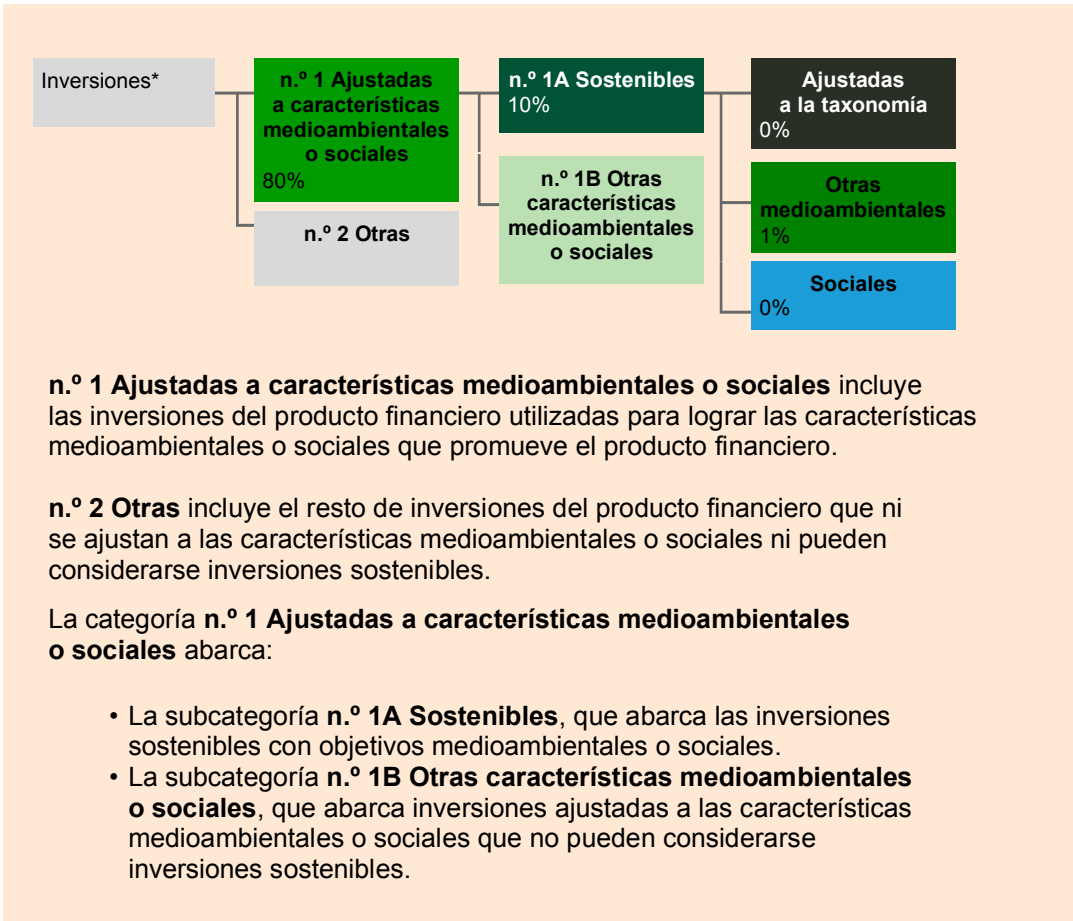 Inversiones*
n.º 1 Ajustadas
a características
medioambientales
o sociales
80%
n.º 2 Otras
n.º 1A Sostenibles
10%
n.º 1B Otras
características
medioambientales
o sociales
Ajustadas
a la taxonomía
0%
Otras
medioambientales
1%
Sociales
0%
n.º 1 Ajustadas a características medioambientales o sociales incluye
las inversiones del producto financiero utilizadas para lograr las características
medioambientales o sociales que promueve el producto financiero.
n.º 2 Otras incluye el resto de inversiones del producto financiero que ni
se ajustan a las características medioambientales o sociales ni pueden
considerarse inversiones sostenibles.
La categoría n.º 1 Ajustadas a características medioambientales
o sociales abarca:
• La subcategoría n.º 1A Sostenibles, que abarca las inversiones
sostenibles con objetivos medioambientales o sociales.
• La subcategoría n.º 1B Otras características medioambientales
o sociales, que abarca inversiones ajustadas a las características
medioambientales o sociales que no pueden considerarse
inversiones sostenibles.